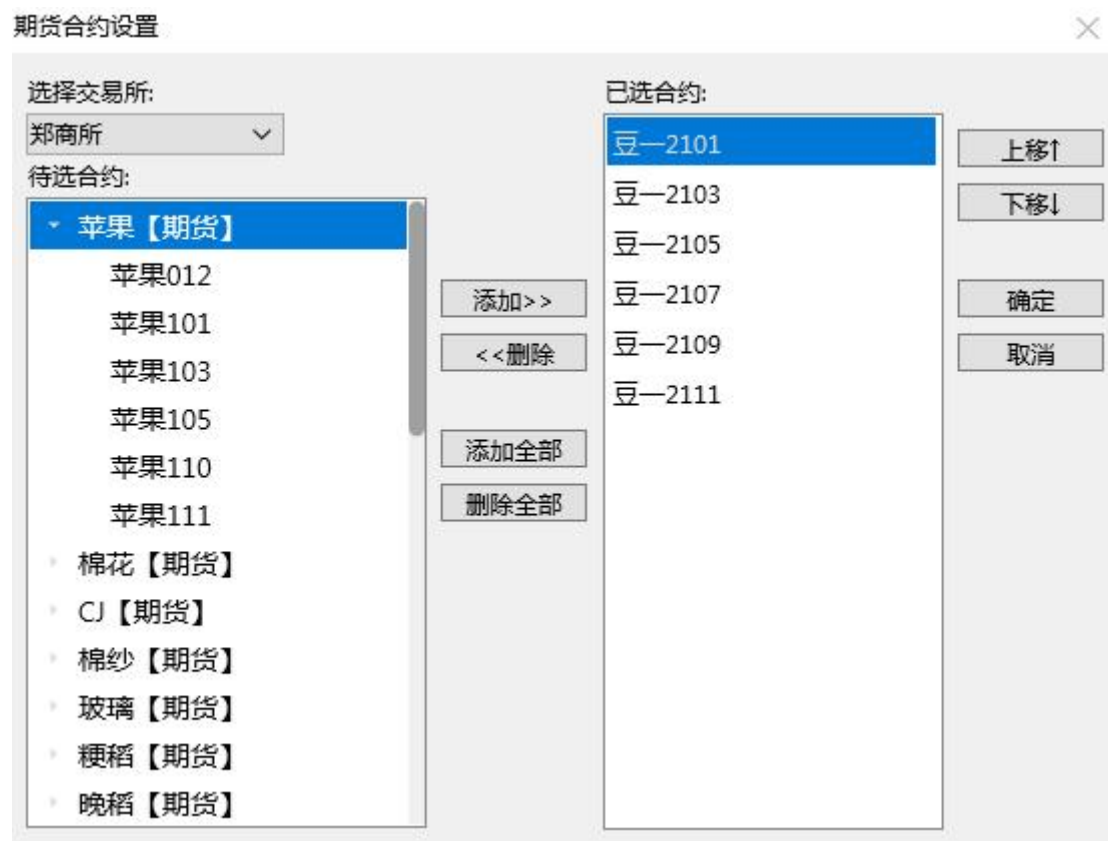 期货合约设置
选择交易所:
郑商所
待选合约:
苹果【期货】
苹果012
苹果101
苹果103
苹果105
苹果110
苹果111
棉花【期货】
CJ【期货】
棉纱【期货】
玻璃【期货】
粳稻【期货】
晚稻【期货】
添加>>
<<删除
添加全部
删除全部
已选合约:
豆一2101
豆一2103
豆一2105
豆一2107
豆一2109
豆一2111
上移↑
下移↓
确定
取消